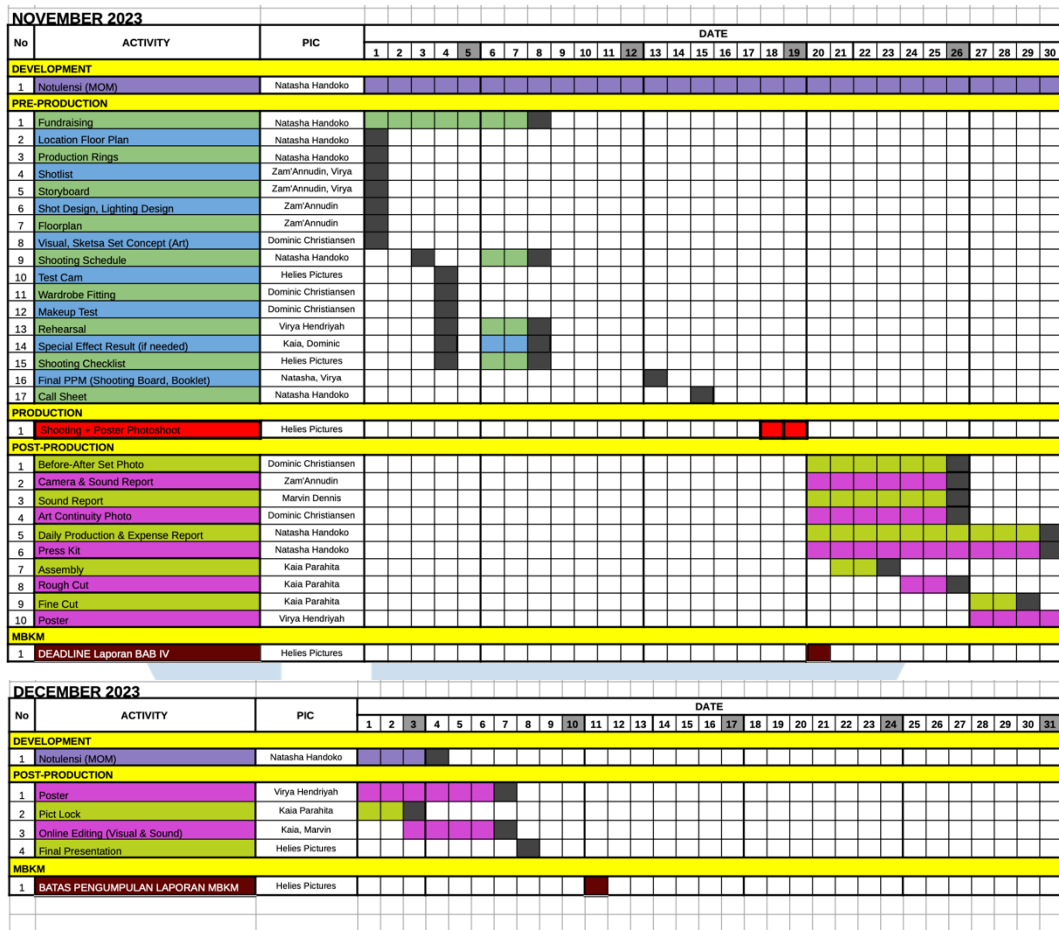 NOVEMBER 2023
No ACTIVITY PIC DATE
1 2 3 4 5 6 7 8 9 10 11 12 13 14 15 16 17 18 19 20 21 22 23 24 25 26 27 28 29 30
DEVELOPMENT
1 Notulensi (MOM) Natasha Handoko
PRE-PRODUCTION
1 Fundraising Natasha Handoko
2 Location Floor Plan Natasha Handoko
3 Production Rings Natasha Handoko
4 Shotlist Zam'Annudin, Virya
5 Storyboard Zam'Annudin, Virya
6 Shot Design, Lighting Design Zam'Annudin
7 Floorplan Zam'Annudin
8 Visual, Sketsa Set Concept (Art) Dominic Christiansen
9 Shooting Schedule Natasha Handoko
10 Test Cam Helies Pictures
11 Wardrobe Fitting Dominic Christiansen
12 Makeup Test Dominic Christiansen
13 Rehearsal Virya Hendriyah
14 Special Effect Result (if needed) Kaia, Dominic
15 Shooting Checklist Helies Pictures
16 Final PPM (Shooting Board, Booklet) Natasha, Virya
17 Call Sheet Natasha Handoko
PRODUCTION
1 Shooting + Poster Photoshoot Helies Pictures
POST-PRODUCTION
1 Before-After Set Photo Dominic Christiansen
2 Camera & Sound Report Zam'Annudin
3 Sound Report Marvin Dennis
4 Art Continuity Photo Dominic Christiansen
5 Daily Production & Expense Report Natasha Handoko
6 Press Kit Natasha Handoko
7 Assembly Kaia Parahita
8 Rough Cut Kaia Parahita
9 Fine Cut Kaia Parahita
10 Poster Virya Hendriyah
MBKM
1 DEADLINE Laporan BAB IV Helies Pictures
DECEMBER 2023
No ACTIVITY PIC DATE
1 2 3 4 5 6 7 8 9 10 11 12 13 14 15 16 17 18 19 20 21 22 23 24 25 26 27 28 29 30 31
DEVELOPMENT
1 Notulensi (MOM) Natasha Handoko
POST-PRODUCTION
1 Poster Virya Hendriyah
2 Pict Lock Kaia Parahita
3 Online Editing (Visual & Sound) Kaia, Marvin
4 Final Presentation Helies Pictures
MBKM
1 BATAS PENGUMPULAN LAPORAN MBKM Helies Pictures